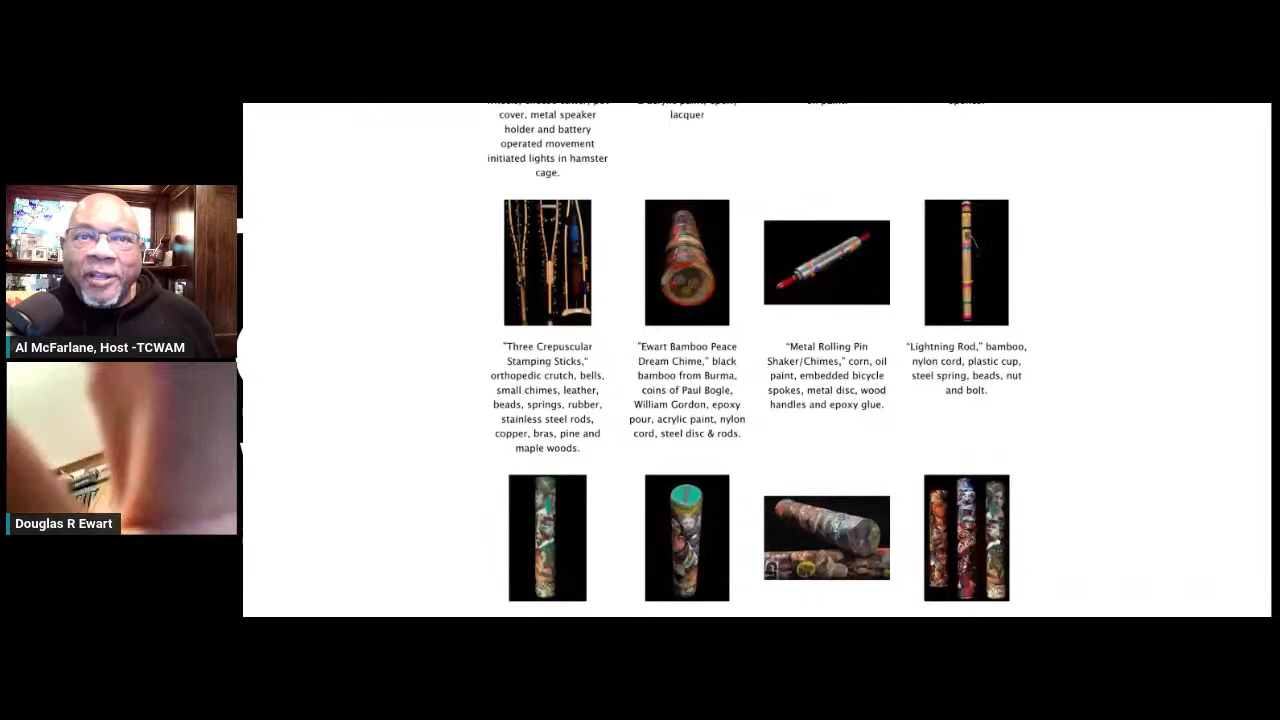 cover, metal speaker
holder and battery
operated movement
initiated lights in hamster
cage.
lacquer
"Three Crepuscular
Stamping Sticks,"
orthopedic crutch, bells,
small chimes, leather,
beads, springs, rubber,
stainless steel rods,
copper, bras, pine and
maple woods.
"Ewart Bamboo Peace
Dream Chime," black
bamboo from Burma,
coins of Paul Bogle,
William Gordon, epoxy
pour, acrylic paint, nylon
cord, steel disc & rods.
"Metal Rolling Pin
Shaker/Chimes," corn, oil
paint, embedded bicycle
spokes, metal disc, wood
handles and epoxy glue.
"Lightning Rod," bamboo,
nylon cord, plastic cup,
steel spring, beads, nut
and bolt.
Al McFarlane, Host -TCWAM
Douglas R Ewart